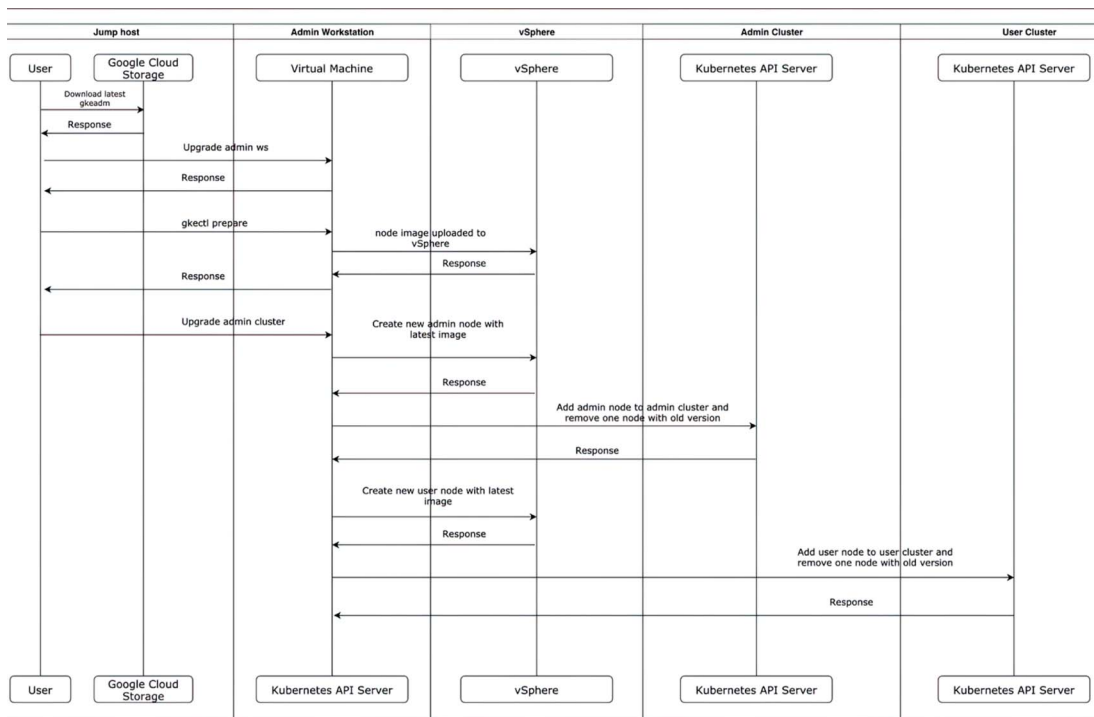 Jump host
Admin Workstation
vSphere
Admin Cluster
User Cluster
User
Google Cloud
Storage
Virtual Machine
vSphere
Kubernetes API Server
Kubernetes API Server
Download latest
gkeadm
Response
Upgrade admin ws
Response
gkectl prepare
node image uploaded to
vSphere
Response
Response
Upgrade admin cluster
Create new admin node with
latest image
Response
Add admin node to admin cluster and
remove one node with old version
Response
Create new user node with latest
image
Response
Add user node to user cluster and
remove one node with old version
Response
User
Google Cloud
Storage
Kubernetes API Server
vSphere
Kubernetes API Server
Kubernetes API Server